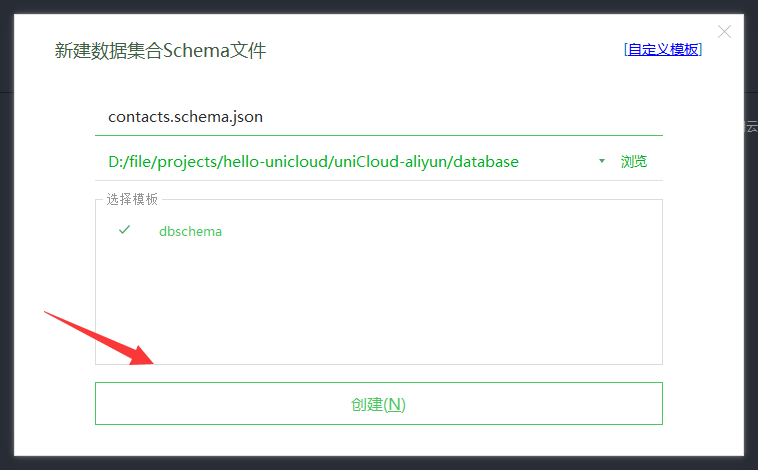 新建数据集合Schema文件
[自定义模板]
contacts.schema.json
D:/file/projects/hello-unicloud/uniCloud-aliyun/database
浏览
选择模板
dbschema
创建(N)
云